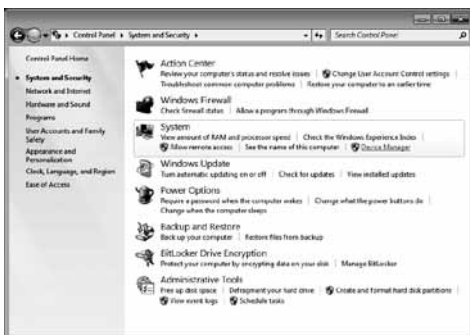 Control Panel ▸ System and Security ▸
Search Control Panel
Control Panel Home
System and Security
Network and Internet
Hardware and Sound
Programs
User Accounts and Family
Safety
Appearance and
Personalization
Clock, Language, and Region
Ease of Access
Action Center
Review your computer's status and resolve issues | Change User Account Control settings |
Troubleshoot common computer problems | Restore your computer to an earlier time
Windows Firewall
Check firewall status | Allow a program through Windows Firewall
System
View amount of RAM and processor speed | Check the Windows Experience Index |
Allow remote access | See the name of this computer | Device Manager
Windows Update
Turn automatic updating on or off | Check for updates | View installed updates
Power Options
Require a password when the computer wakes | Change what the power buttons do |
Change when the computer sleeps
Backup and Restore
Back up your computer | Restore files from backup
BitLocker Drive Encryption
Protect your computer by encrypting data on your disk | Manage BitLocker
Administrative Tools
Free up disk space | Defragment your hard drive | Create and format hard disk partitions |
View event logs | Schedule tasks